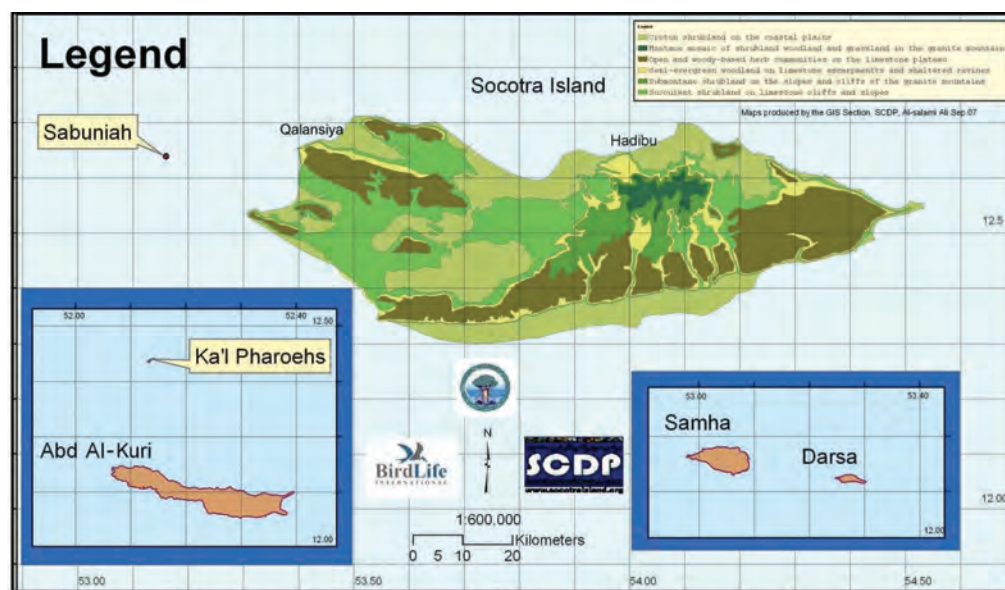 Legend
Legend
Croton shrubland on the coastal plains
Montane mosaic of shrubland woodland and grassland in the granite mountain
Open and woody-based herb communities on the limestone plateau
Semi-evergreen woodland on limestone escarpments and sheltered ravines
Submontane shrubland on the slopes and cliffs of the granite mountains
Succulent shrubland on limestone cliffs and slopes
Socotra Island
Maps produced by the GIS Section, SCDP, Al-salami Ali Sep 07
Sabuniah
Qalansiya
Hadibu
12.5
52.00
52.40
12.50
Ka'l Pharoehs
Abd Al-Kuri
12.00
53.00
53.40
Samha
Darsa
12.00
N
BirdLife
INTERNATIONAL
SCDP
www.socotraisland.org
1:600,000
0 5 10 20 Kilometers
12.00
53.00
53.50
54.00
54.50